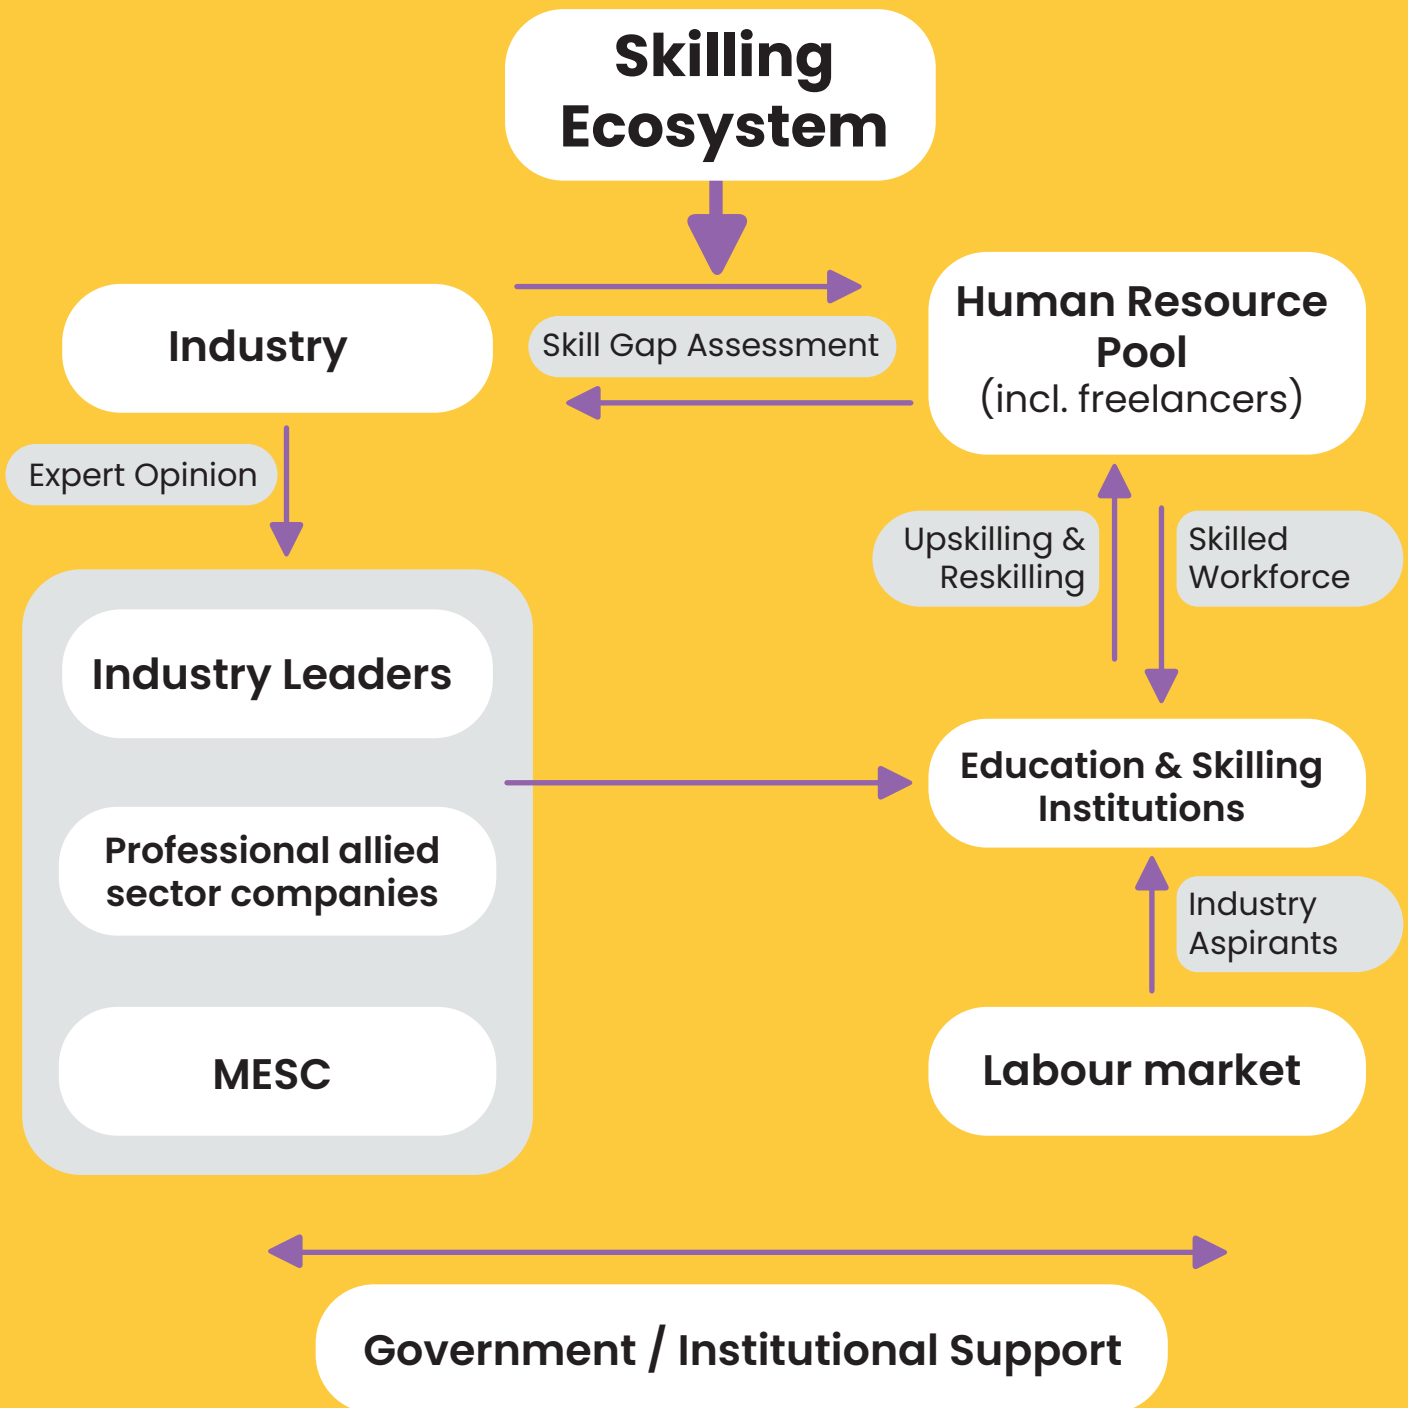 Skilling
Ecosystem
Industry
Skill Gap Assessment
Human Resource
Pool
(incl. freelancers)
Expert Opinion
Upskilling &
Reskilling
Skilled
Workforce
Industry Leaders
Professional allied
sector companies
MESC
Education & Skilling
Institutions
Industry
Aspirants
Labour market
Government / Institutional Support